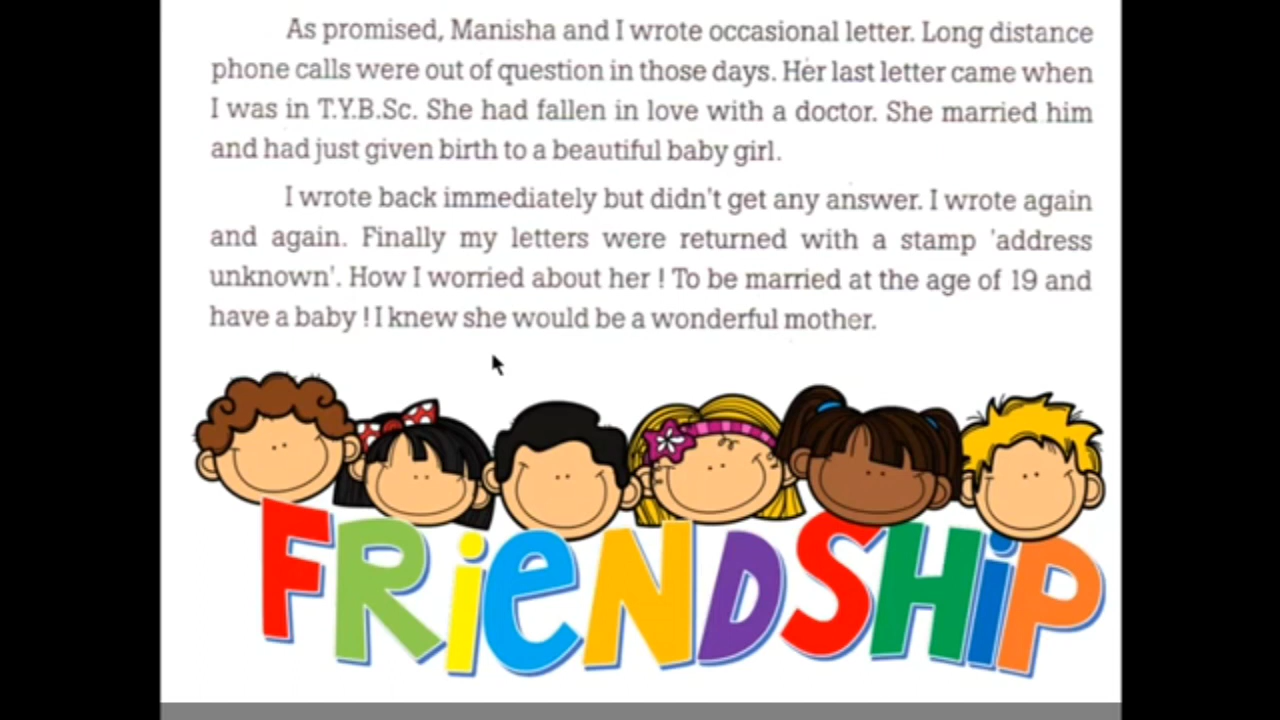 As promised, Manisha and I wrote occasional letter. Long distance
phone calls were out of question in those days. Her last letter came when
I was in T.Y.B.Sc. She had fallen in love with a doctor. She married him
and had just given birth to a beautiful baby girl.
I wrote back immediately but didn't get any answer. I wrote again
and again. Finally my letters were returned with a stamp 'address
unknown'. How I worried about her ! To be married at the age of 19 and
have a baby ! I knew she would be a wonderful mother.
FRiENDSHiP